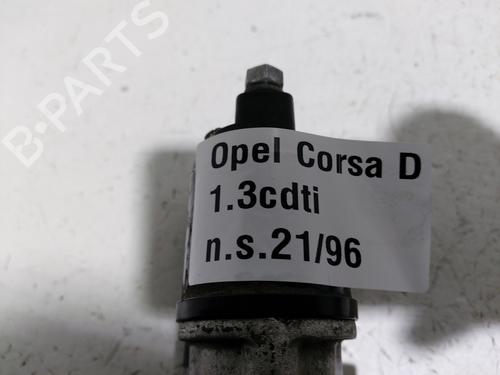 B-PARTS
Opel Corsa D
1.3cdti
n.s.21/96